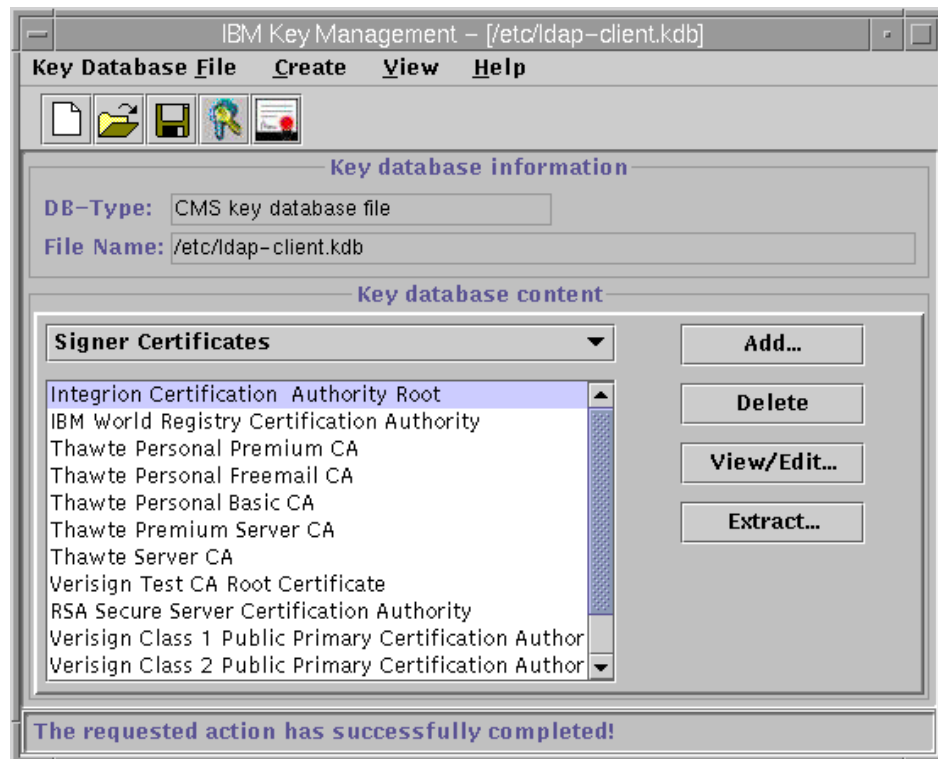 IBM Key Management – [/etc/ldap–client.kdb]
Key Database File Create View Help
Key database information
DB–Type: CMS key database file
File Name: /etc/ldap–client.kdb
Key database content
Signer Certificates
Add...
Integrion Certification Authority Root
Delete
IBM World Registry Certification Authority
Thawte Personal Premium CA
View/Edit...
Thawte Personal Freemail CA
Thawte Personal Basic CA
Extract...
Thawte Premium Server CA
Thawte Server CA
Verisign Test CA Root Certificate
RSA Secure Server Certification Authority
Verisign Class 1 Public Primary Certification Author
Verisign Class 2 Public Primary Certification Author
The requested action has successfully completed!